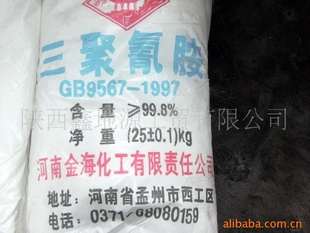 三聚氰胺
GB9567-1997
含 量 ≥99.8%
净 重 (25±0.1)kg
河南金海化工有限责任公司
地址：河南省孟州市西工区
电话：0371-68080159
alibaba.com.cn